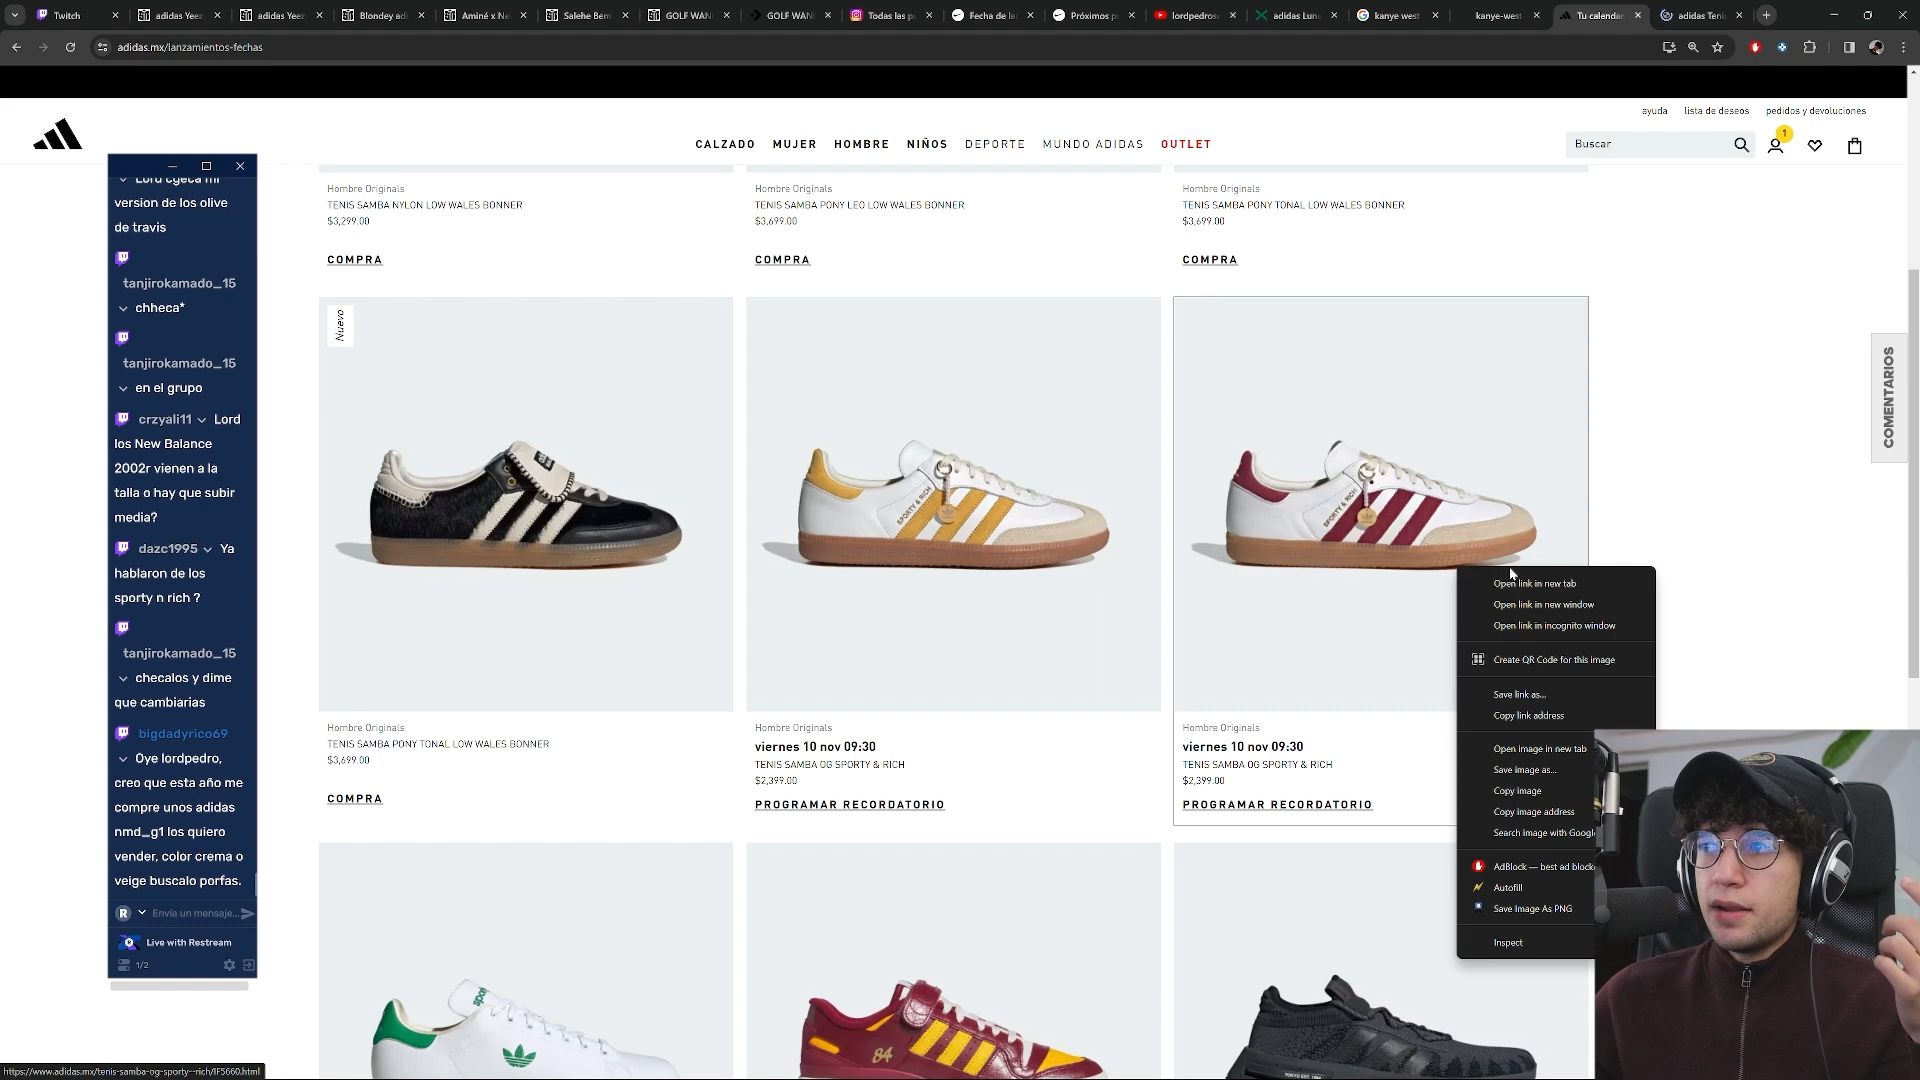 Twitch
adidas Yeez
adidas Yeez
Blondey adi
Aminé x Ne
Salehe Bem
GOLF WAN
GOLF WAN
Todas las p
Fecha de la
Próximos p
lordpedros
adidas Luna
kanye west
kanye-west
Tu calenda
adidas Teni
adidas.mx/lanzamientos-fechas
ayuda
lista de deseos
pedidos y devoluciones
CALZADO
MUJER
HOMBRE
NIÑOS
DEPORTE
MUNDO ADIDAS
OUTLET
Buscar
1
version de los olive
de travis
tanjirokamado_15
chheca*
tanjirokamado_15
en el grupo
crzyali11 Lord
los New Balance
2002r vienen a la
talla o hay que subir
media?
dazc1995 Ya
hablaron de los
sporty n rich ?
tanjirokamado_15
checalos y dime
que cambiarias
bigdadyrico69
Oye lordpedro,
creo que esta año me
compre unos adidas
nmd_g1 los quiero
vender, color crema o
veige buscalo porfas.
R
Envía un mensaje...
Live with Restream
1/2
Hombre Originals
TENIS SAMBA NYLON LOW WALES BONNER
$3,299.00
COMPRA
Hombre Originals
TENIS SAMBA PONY LEO LOW WALES BONNER
$3,699.00
COMPRA
Hombre Originals
TENIS SAMBA PONY TONAL LOW WALES BONNER
$3,699.00
COMPRA
Nuevo
SPORTY & RICH
SPORTY & RICH
Hombre Originals
TENIS SAMBA PONY TONAL LOW WALES BONNER
$3,699.00
COMPRA
Hombre Originals
viernes 10 nov 09:30
TENIS SAMBA OG SPORTY & RICH
$2,399.00
PROGRAMAR RECORDATORIO
Hombre Originals
viernes 10 nov 09:30
TENIS SAMBA OG SPORTY & RICH
$2,399.00
PROGRAMAR RECORDATORIO
Open link in new tab
Open link in new window
Open link in incognito window
Create QR Code for this image
Save link as...
Copy link address
Open image in new tab
Save image as...
Copy image
Copy image address
Search image with Google
AdBlock — best ad blocke
Autofill
Save Image As PNG
Inspect
COMENTARIOS
84
https://www.adidas.mx/tenis-samba-og-sporty--rich/IF5660.html